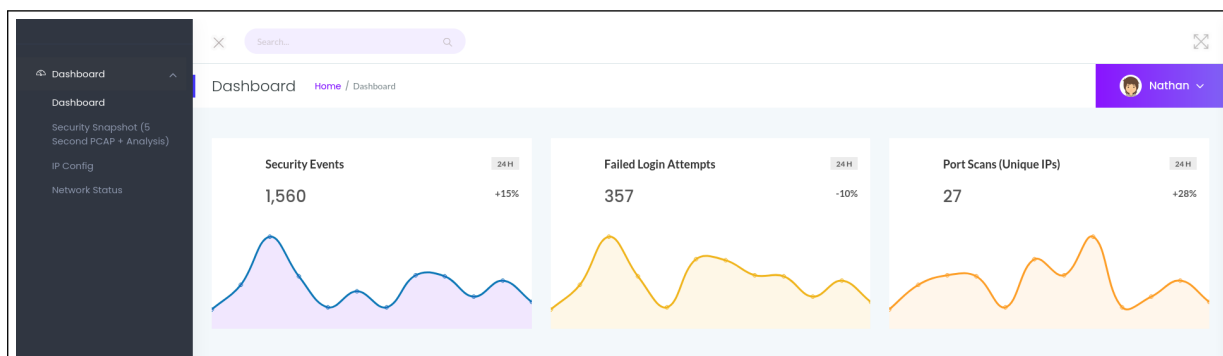 Search...
Dashboard
Dashboard
Security Snapshot (5
Second PCAP + Analysis)
IP Config
Network Status
Dashboard
Home / Dashboard
Nathan
Security Events
24 H
1,560
+15%
Failed Login Attempts
24 H
357
-10%
Port Scans (Unique IPs)
24 H
27
+28%